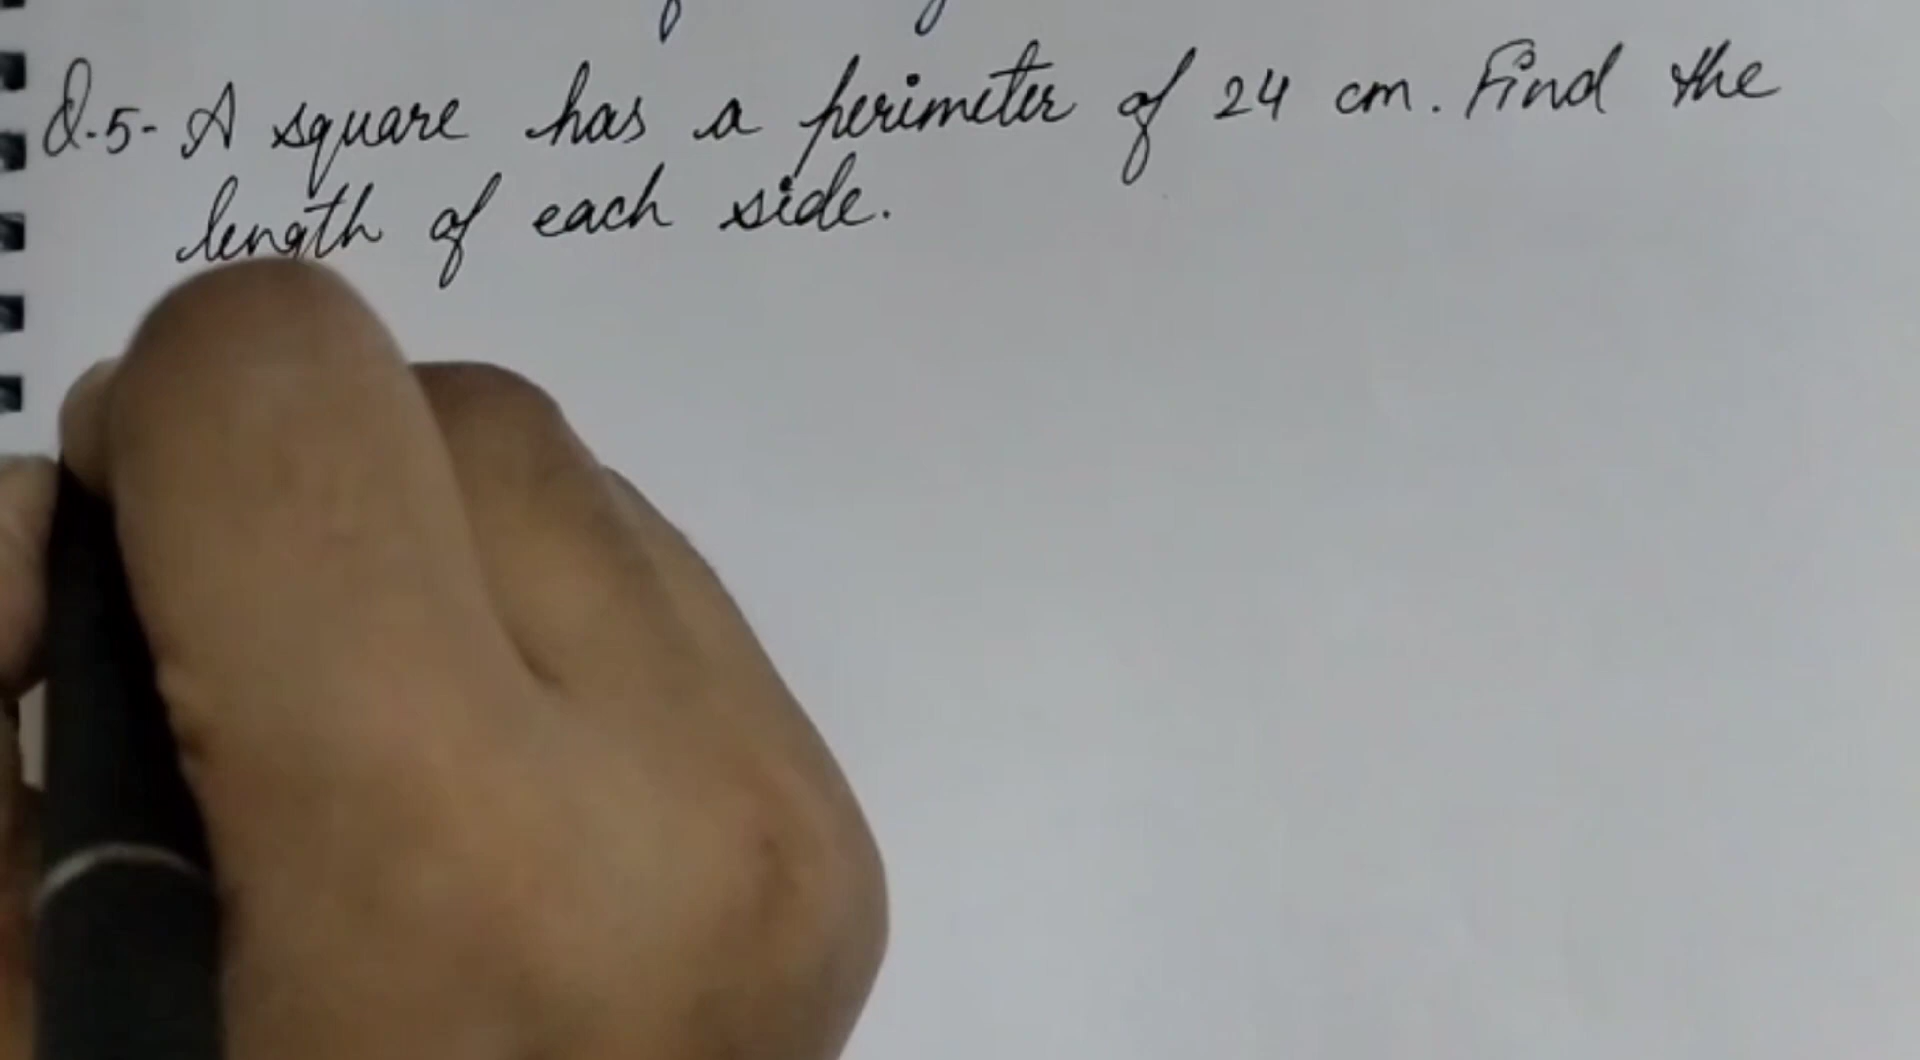 Q.5- A square has a perimeter of 24 cm. Find the
length of each side.